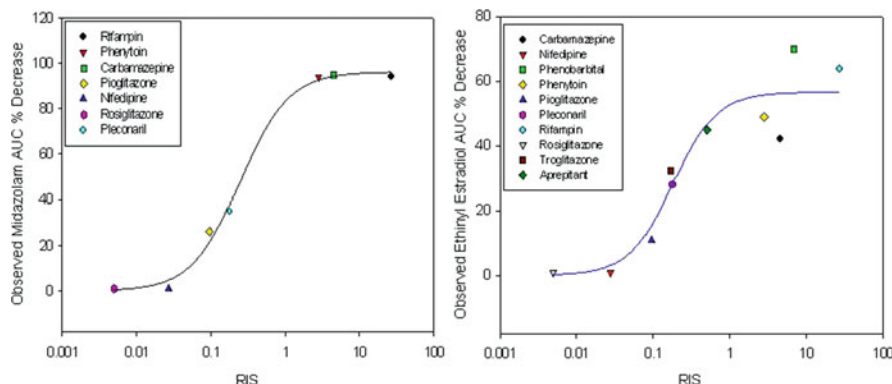 Observed Midazolam AUC % Decrease
120
100
80
60
40
20
0
Rifampin
Phenytoin
Carbamazepine
Pioglitazone
Nifedipine
Rosiglitazone
Pleconaril
0.001 0.01 0.1 1 10 100
RIS
Observed Ethinyl Estradiol AUC % Decrease
80
60
40
20
0
Carbamazepine
Nifedipine
Phenobarbital
Phenytoin
Pioglitazone
Pleconaril
Rifampin
Rosiglitazone
Troglitazone
Aprepitant
0.001 0.01 0.1 1 10 100
RIS